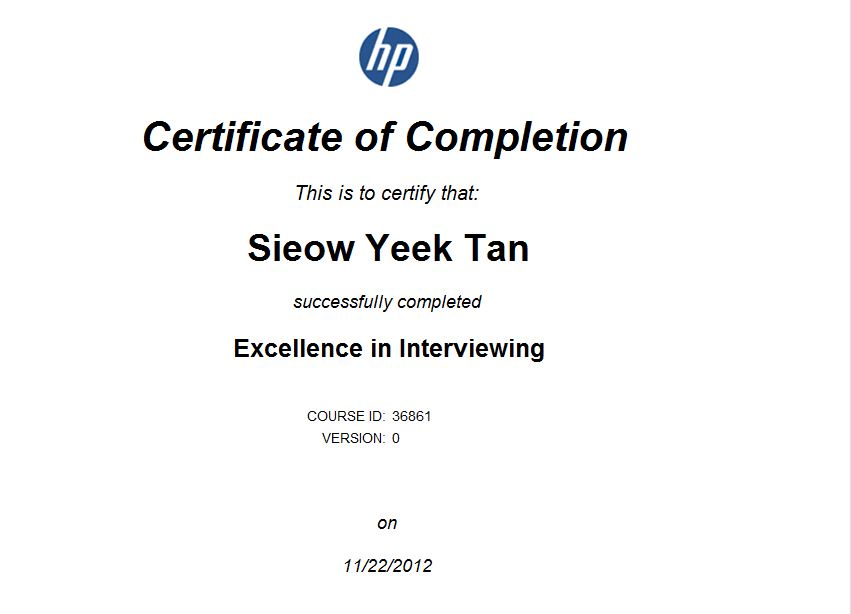 hp
Certificate of Completion
This is to certify that:
Sieow Yeek Tan
successfully completed
Excellence in Interviewing
COURSE ID: 36861
VERSION: 0
on
11/22/2012